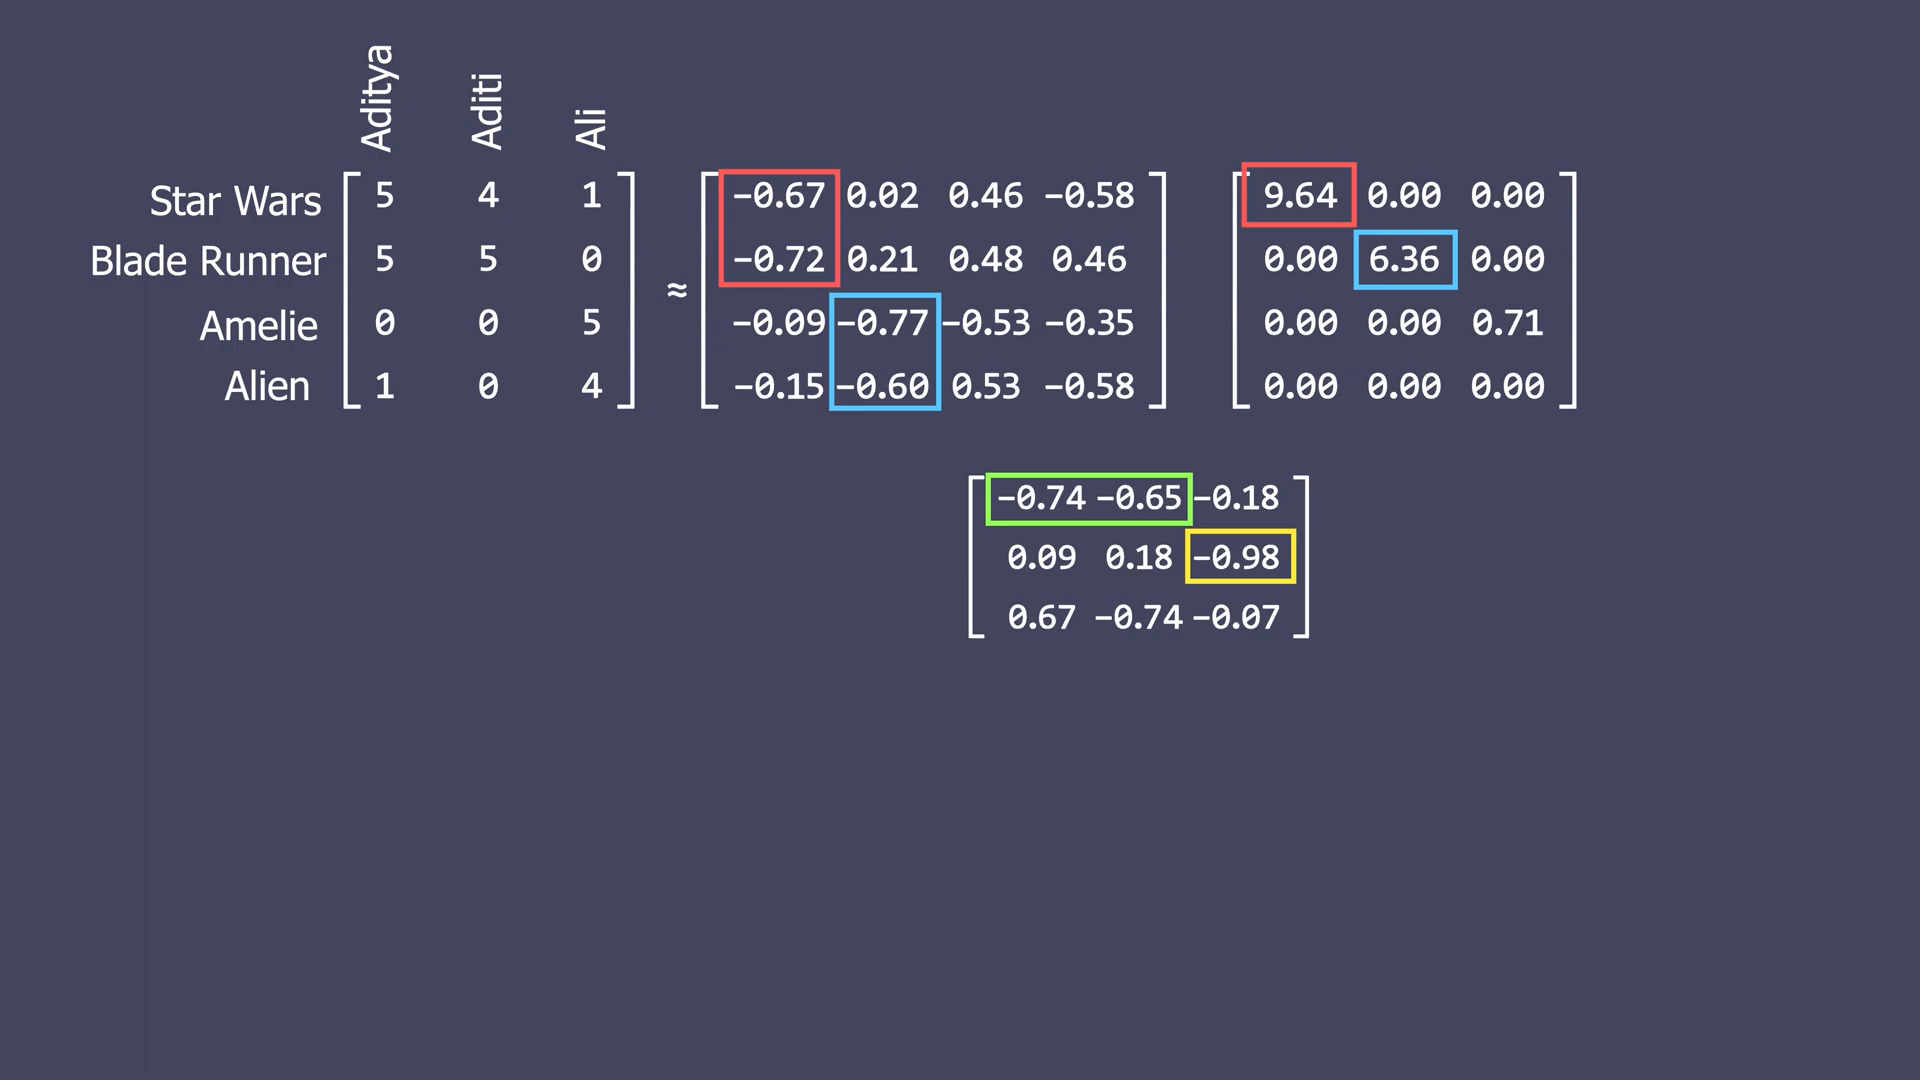 Aditya Aditi Ali
Star Wars 5 4 1 −0.67 0.02 0.46 −0.58 9.64 0.00 0.00
Blade Runner 5 5 0 −0.72 0.21 0.48 0.46 0.00 6.36 0.00
≈
Amelie 0 0 5 −0.09 −0.77 −0.53 −0.35 0.00 0.00 0.71
Alien 1 0 4 −0.15 −0.60 0.53 −0.58 0.00 0.00 0.00
−0.74 −0.65 −0.18
0.09 0.18 −0.98
0.67 −0.74 −0.07